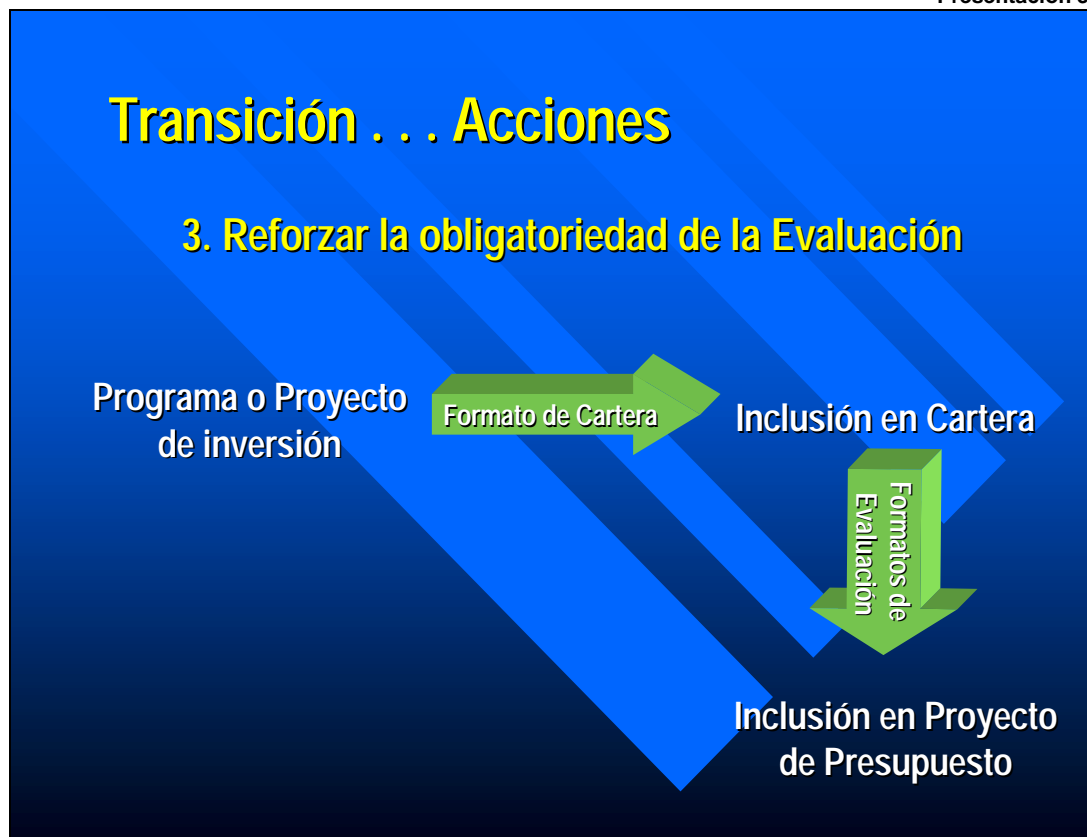 Transición . . . Acciones
3. Reforzar la obligatoriedad de la Evaluación
Programa o Proyecto
de inversión
Formato de Cartera
Inclusión en Cartera
Formatos de
Evaluación
Inclusión en Proyecto
de Presupuesto